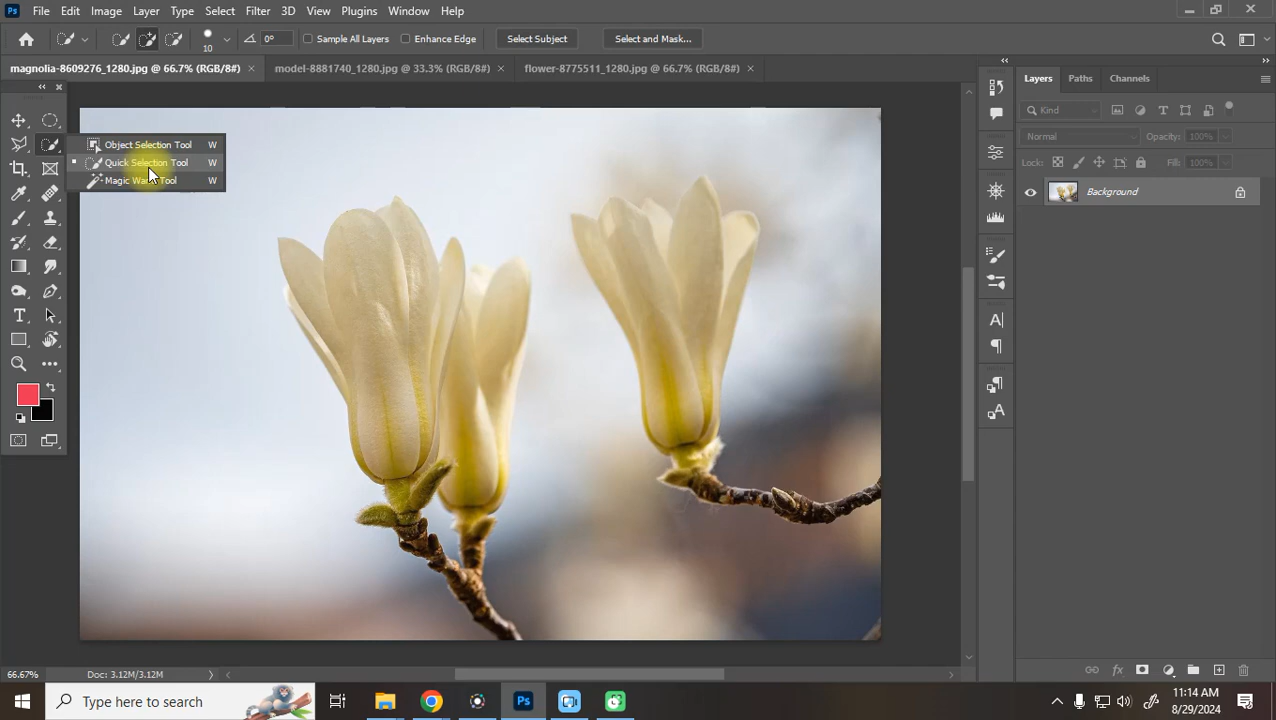 Ps File Edit Image Layer Type Select Filter 3D View Plugins Window Help
10 0° Sample All Layers Enhance Edge Select Subject Select and Mask...
magnolia-8609276_1280.jpg @ 66.7% (RGB/8#) × model-8881740_1280.jpg @ 33.3% (RGB/8#) × flower-8775511_1280.jpg @ 66.7% (RGB/8#) ×
Layers Paths Channels
Kind
Object Selection Tool W
Normal Opacity: 100%
Quick Selection Tool W
Lock: Fill: 100%
Magic Wand Tool W
Background
66.67% Doc: 3.12M/3.12M
Type here to search
Ps
11:14 AM
8/29/2024